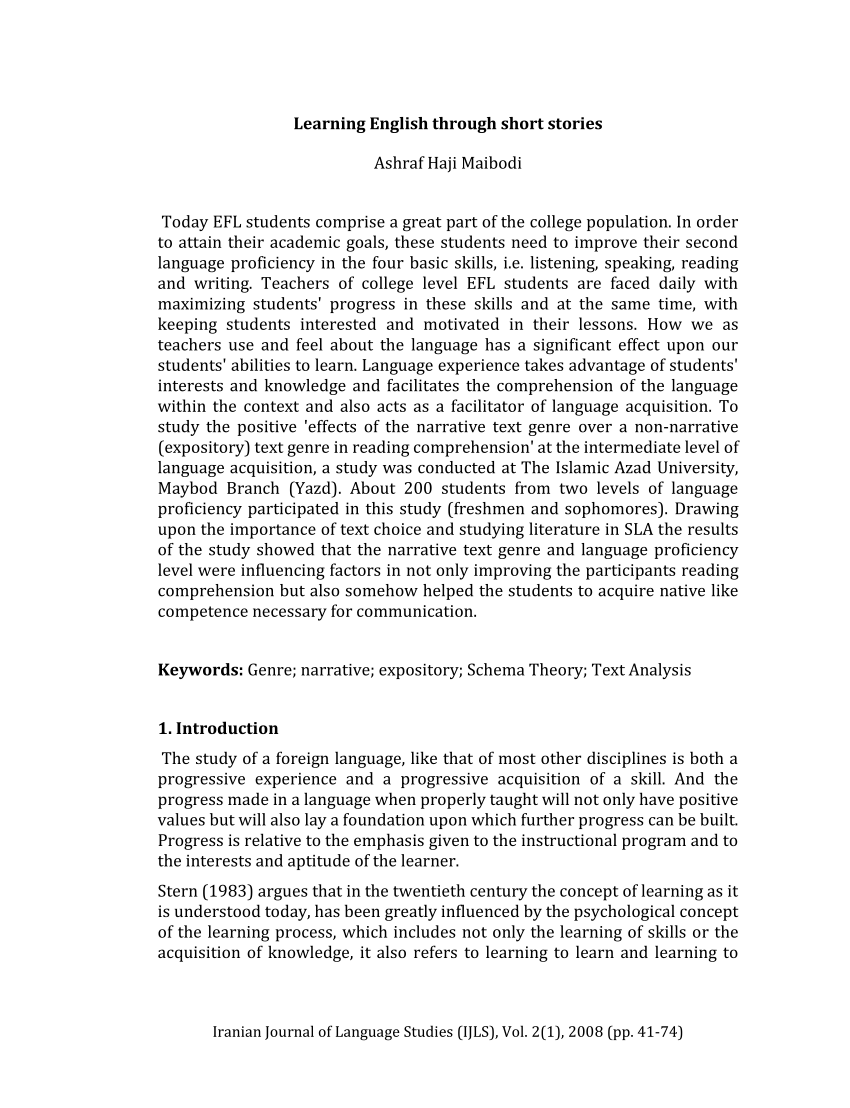 Learning English through short stories
Ashraf Haji Maibodi
Today EFL students comprise a great part of the college population. In order
to attain their academic goals, these students need to improve their second
language proficiency in the four basic skills, i.e. listening, speaking, reading
and writing. Teachers of college level EFL students are faced daily with
maximizing students' progress in these skills and at the same time, with
keeping students interested and motivated in their lessons. How we as
teachers use and feel about the language has a significant effect upon our
students' abilities to learn. Language experience takes advantage of students'
interests and knowledge and facilitates the comprehension of the language
within the context and also acts as a facilitator of language acquisition. To
study the positive 'effects of the narrative text genre over a non-narrative
(expository) text genre in reading comprehension' at the intermediate level of
language acquisition, a study was conducted at The Islamic Azad University,
Maybod Branch (Yazd). About 200 students from two levels of language
proficiency participated in this study (freshmen and sophomores). Drawing
upon the importance of text choice and studying literature in SLA the results
of the study showed that the narrative text genre and language proficiency
level were influencing factors in not only improving the participants reading
comprehension but also somehow helped the students to acquire native like
competence necessary for communication.
Keywords: Genre; narrative; expository; Schema Theory; Text Analysis
1. Introduction
The study of a foreign language, like that of most other disciplines is both a
progressive experience and a progressive acquisition of a skill. And the
progress made in a language when properly taught will not only have positive
values but will also lay a foundation upon which further progress can be built.
Progress is relative to the emphasis given to the instructional program and to
the interests and aptitude of the learner.
Stern (1983) argues that in the twentieth century the concept of learning as it
is understood today, has been greatly influenced by the psychological concept
of the learning process, which includes not only the learning of skills or the
acquisition of knowledge, it also refers to learning to learn and learning to
Iranian Journal of Language Studies (IJLS), Vol. 2(1), 2008 (pp. 41-74)